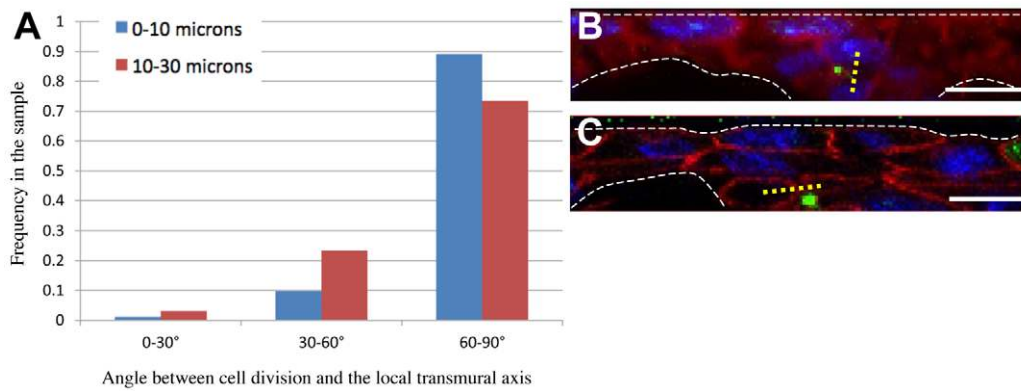 A
0-10 microns
10-30 microns
Frequency in the sample
1
0.9
0.8
0.7
0.6
0.5
0.4
0.3
0.2
0.1
0
0-30°
30-60°
60-90°
Angle between cell division and the local transmural axis
B
C